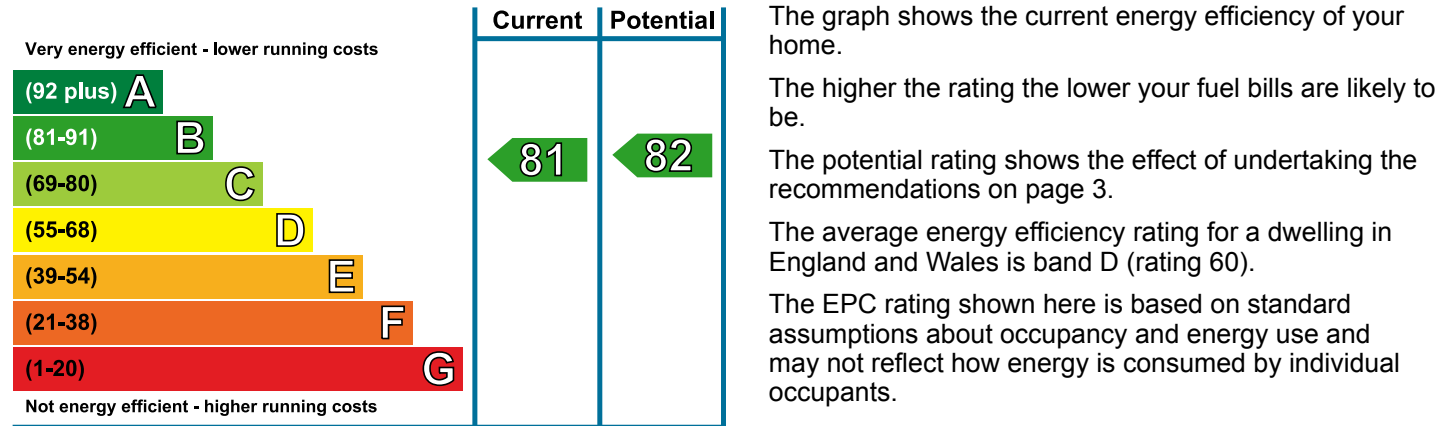 Current Potential
Very energy efficient - lower running costs
(92 plus) A
(81-91) B
(69-80) C
(55-68) D
(39-54) E
(21-38) F
(1-20) G
Not energy efficient - higher running costs
81
82
The graph shows the current energy efficiency of your
home.
The higher the rating the lower your fuel bills are likely to
be.
The potential rating shows the effect of undertaking the
recommendations on page 3.
The average energy efficiency rating for a dwelling in
England and Wales is band D (rating 60).
The EPC rating shown here is based on standard
assumptions about occupancy and energy use and
may not reflect how energy is consumed by individual
occupants.